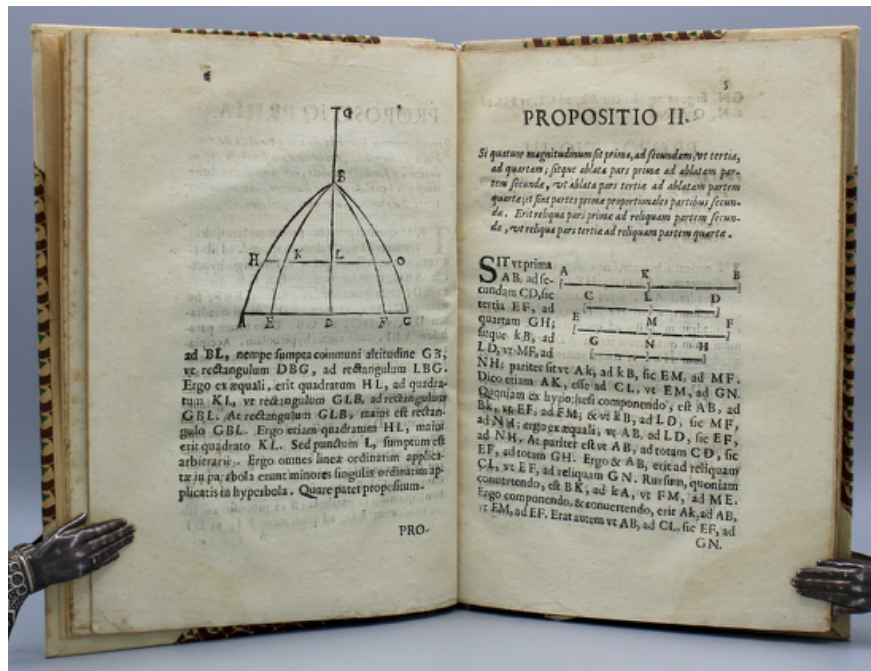 G
B
H K L O
A E D F C
ad BL, nempe sumpta communi altitudine GB,
vt rectangulum DBG, ad rectangulum LBG.
Ergo ex æquali, erit quadratum HL, ad quadra-
tum KL, vt rectangulum GLB, ad rectangulum
GBL. At rectangulum GLB, maius est rectan-
gulo GBL. Ergo etiam quadratum HL, maius
erit quadrato KL. Sed punctum L, sumptum est
arbitrariè. Ergo omnes lineæ ordinatim applica-
tæ in parabola erunt minores singulis ordinatim ap-
plicatis in hyperbola. Quare patet propositum.
PRO-
5
PROPOSITIO II.
Si quatuor magnitudinum sit prima, ad secundam, vt tertia,
ad quartam; sitque ablata pars primæ ad ablatam par-
tem secundæ, vt ablata pars tertiæ ad ablatam partem
quartæ; et sint partes primæ proportionales partibus secun-
dæ. Erit reliqua pars primæ ad reliquam partem secun-
dæ, vt reliqua pars tertiæ ad reliquam partem quartæ.
SIT vt prima
AB, ad se-
cundam CD, sic
tertia EF, ad
quartam GH;
sitque kB, ad
LD, vt MF, ad
A K B
C L D
E M F
G N H
NH: pariter sit vt Ak, ad kB, sic EM, ad MF.
Dico etiam AK, esse ad CL, vt EM, ad GN.
Quoniam ex hypothesi componendo, est AB, ad
Bk, vt EF, ad EM; & vt kB, ad LD, sic MF,
ad NH; ergo ex æquali, vt AB, ad LD, sic EF,
ad NH. At pariter est vt AB, ad totam CD, sic
EF, ad totam GH. Ergo & AB, erit ad reliquam
CL, vt EF, ad reliquam GN. Rursum, quoniam
conuertendo, est BK, ad kA, vt FM, ad ME.
Ergo componendo, & conuertendo, erit Ak, ad AB,
vt EM, ad EF. Erat autem vt AB, ad CL, sic EF, ad
GN.